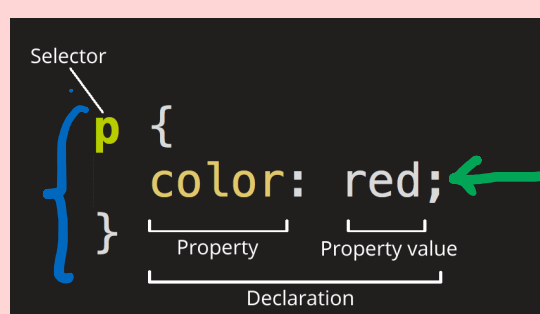 Selector
p {
color: red;
}
Property Property value
Declaration